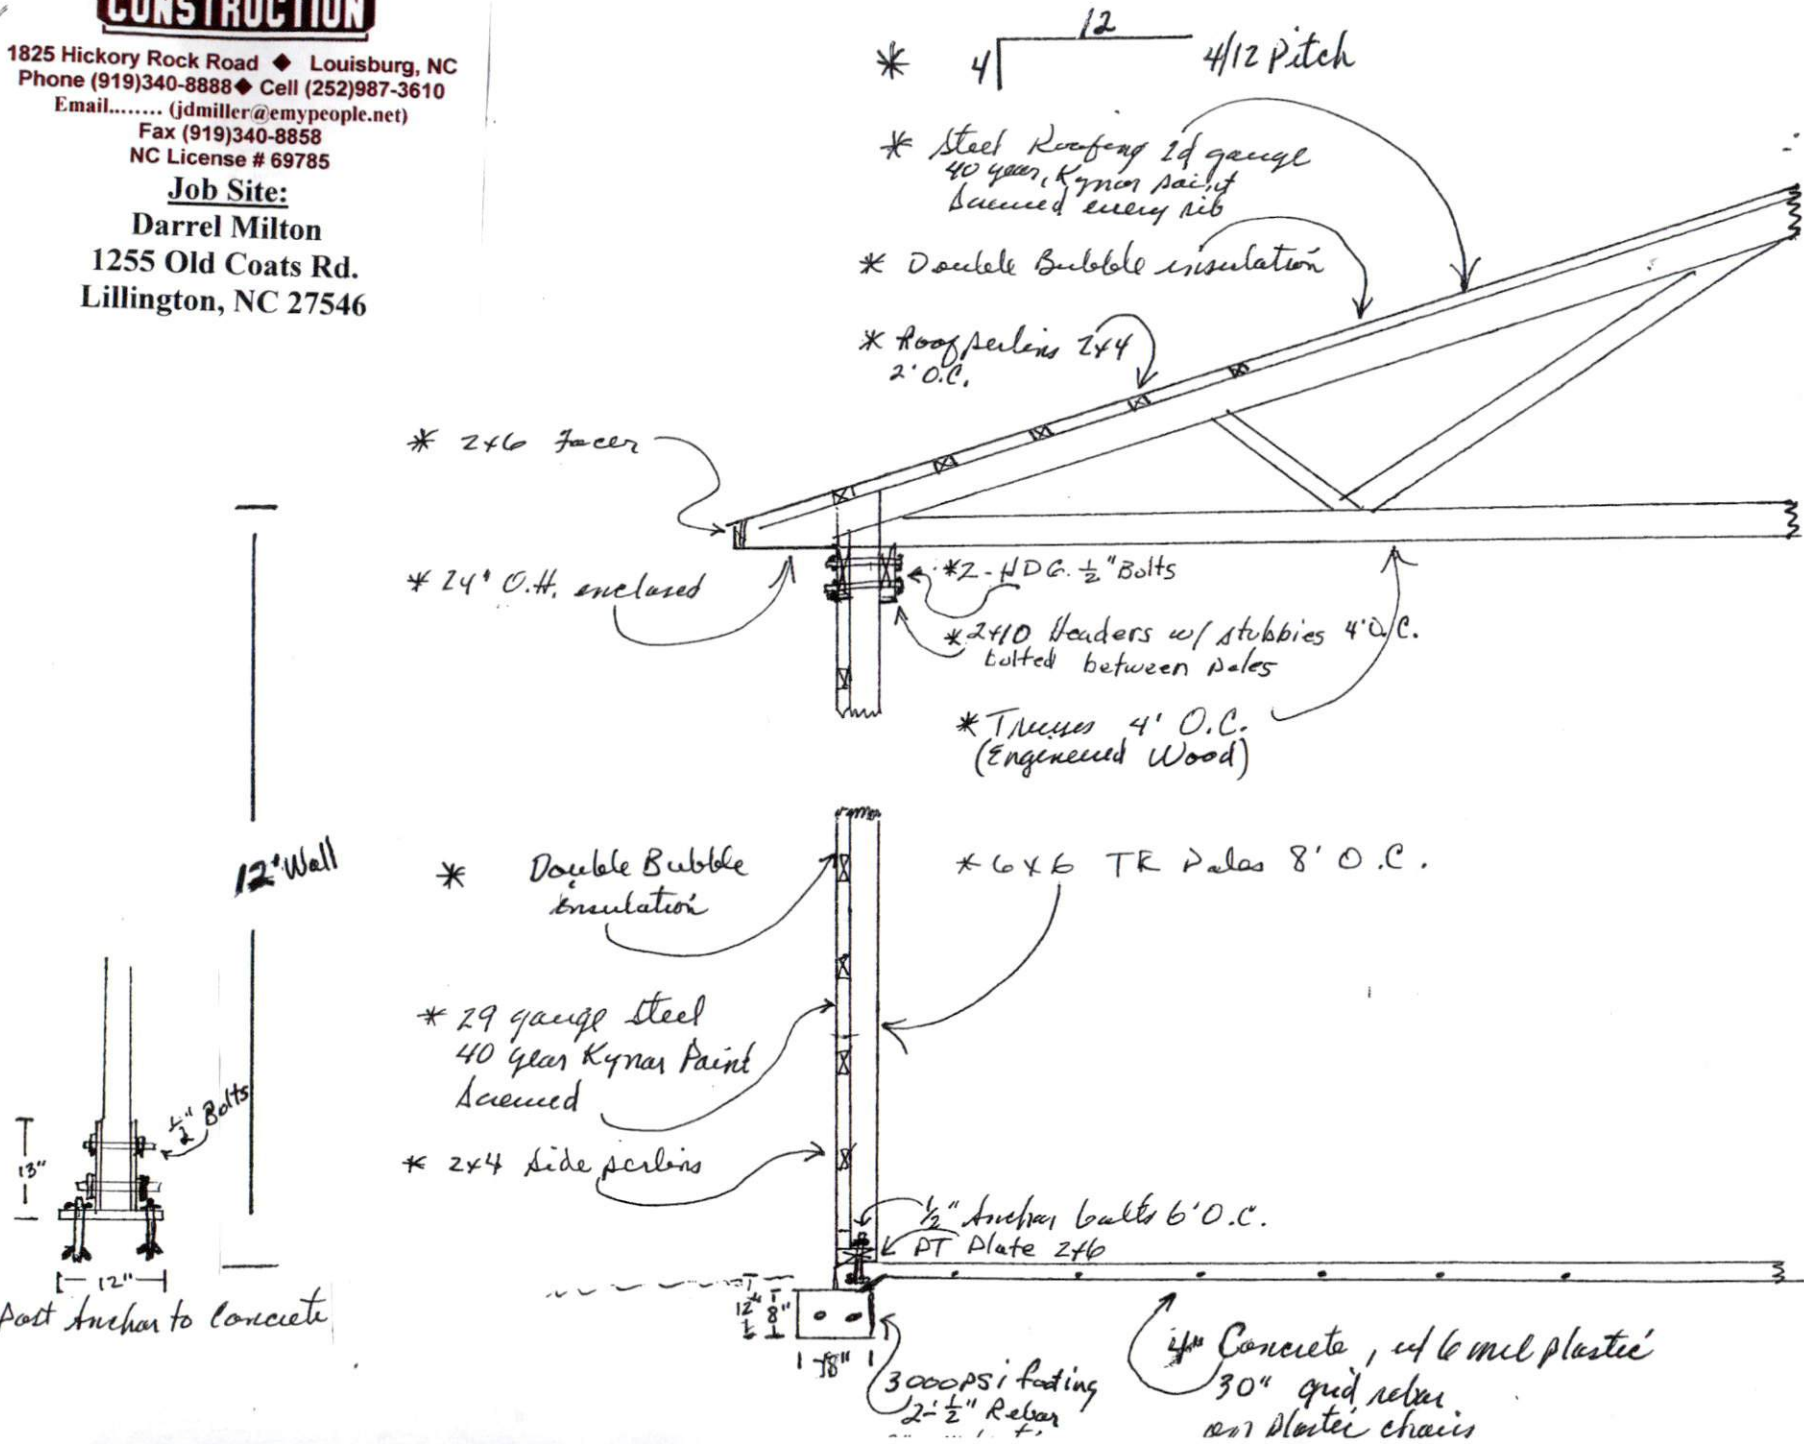 CONSTRUCTION
1825 Hickory Rock Road ◆ Louisburg, NC
Phone (919)340-8888◆ Cell (252)987-3610
Email........ (jdmiller@emypeople.net)
Fax (919)340-8858
NC License # 69785
Job Site:
Darrel Milton
1255 Old Coats Rd.
Lillington, NC 27546
12
* 4 4/12 Pitch
* Steel Roofing gauge
40 year, Kynar Paint
Screwed every rib
* Double Bubble insulation
* Roof perlins 2x4
2' O.C.
* 2x6 Facer
* 24" O.H. enclosed
*2-HDG. 1/2" Bolts
*2x10 Headers w/ stubbies 4'O.C.
bolted between poles
* Trusses 4' O.C.
(Engineered Wood)
12' Wall
* Double Bubble
insulation
* 6x6 TR Poles 8' O.C.
* 29 gauge steel
40 year Kynar Paint
Screwed
* 2x4 Side perlins
1/2" Bolts
13"
12"
Post Anchor to Concrete
1/2" Anchor bolts 6' O.C.
PT Plate 2x6
12" 8"
18"
3000 PSI footing
2-1/2" Rebar
4" Concrete, w/ 6 mil plastic
30" grid rebar
on plastic chairs